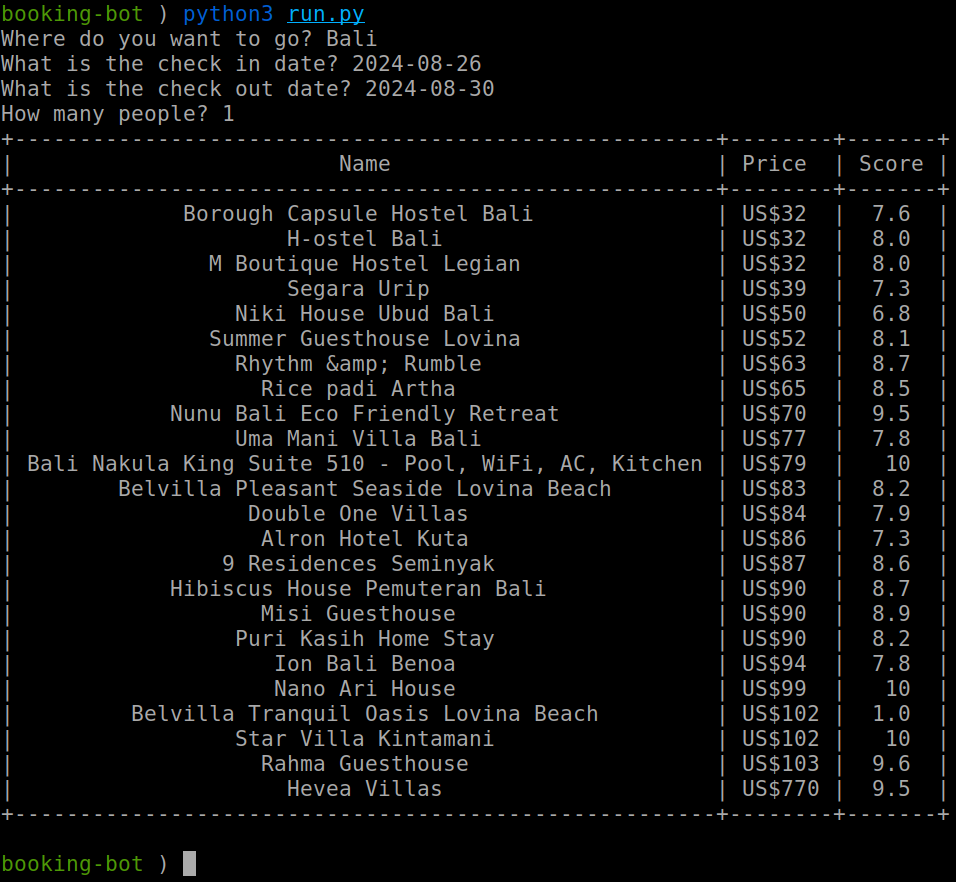 booking-bot ) python3 run.py
Where do you want to go? Bali
What is the check in date? 2024-08-26
What is the check out date? 2024-08-30
How many people? 1
+------------------------------------------------------+--------+-------+
|                         Name                         | Price  | Score |
+------------------------------------------------------+--------+-------+
|             Borough Capsule Hostel Bali              | US$32  |  7.6  |
|                     H-ostel Bali                     | US$32  |  8.0  |
|               M Boutique Hostel Legian               | US$32  |  8.0  |
|                     Segara Urip                      | US$39  |  7.3  |
|                 Niki House Ubud Bali                 | US$50  |  6.8  |
|               Summer Guesthouse Lovina               | US$52  |  8.1  |
|                 Rhythm &amp; Rumble                  | US$63  |  8.7  |
|                   Rice padi Artha                    | US$65  |  8.5  |
|            Nunu Bali Eco Friendly Retreat            | US$70  |  9.5  |
|                 Uma Mani Villa Bali                  | US$77  |  7.8  |
| Bali Nakula King Suite 510 - Pool, WiFi, AC, Kitchen | US$79  |   10  |
|        Belvilla Pleasant Seaside Lovina Beach        | US$83  |  8.2  |
|                  Double One Villas                   | US$84  |  7.9  |
|                   Alron Hotel Kuta                   | US$86  |  7.3  |
|                9 Residences Seminyak                 | US$87  |  8.6  |
|            Hibiscus House Pemuteran Bali             | US$90  |  8.7  |
|                   Misi Guesthouse                    | US$90  |  8.9  |
|                 Puri Kasih Home Stay                 | US$90  |  8.2  |
|                    Ion Bali Benoa                    | US$94  |  7.8  |
|                    Nano Ari House                    | US$99  |   10  |
|         Belvilla Tranquil Oasis Lovina Beach         | US$102 |  1.0  |
|                 Star Villa Kintamani                 | US$102 |   10  |
|                   Rahma Guesthouse                   | US$103 |  9.6  |
|                     Hevea Villas                     | US$770 |  9.5  |
+------------------------------------------------------+--------+-------+
booking-bot )